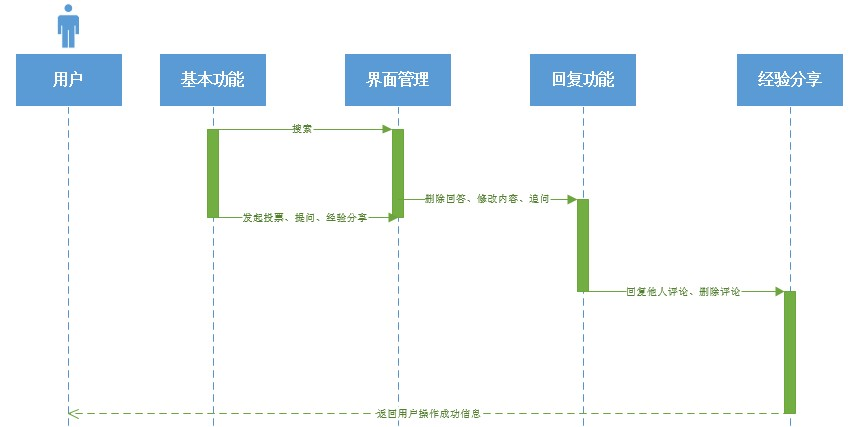 用户
基本功能
界面管理
回复功能
经验分享
搜索
删除回答、修改内容、追问
发起投票、提问、经验分享
回复他人评论、删除评论
返回用户操作成功信息